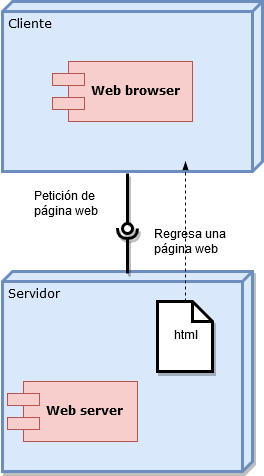 Cliente
Web browser
Petición de
página web
Regresa una
página web
Servidor
html
Web server